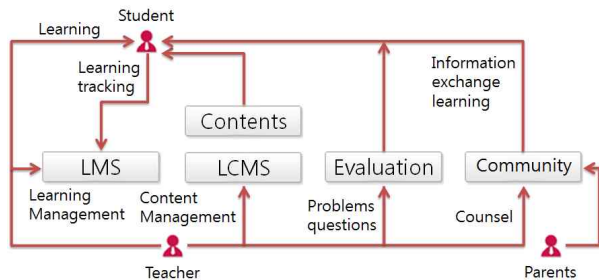 Student
Learning
Learning
tracking
Information
exchange
learning
Contents
LMS
LCMS
Evaluation
Community
Learning
Management
Content
Management
Problems
questions
Counsel
Teacher
Parents